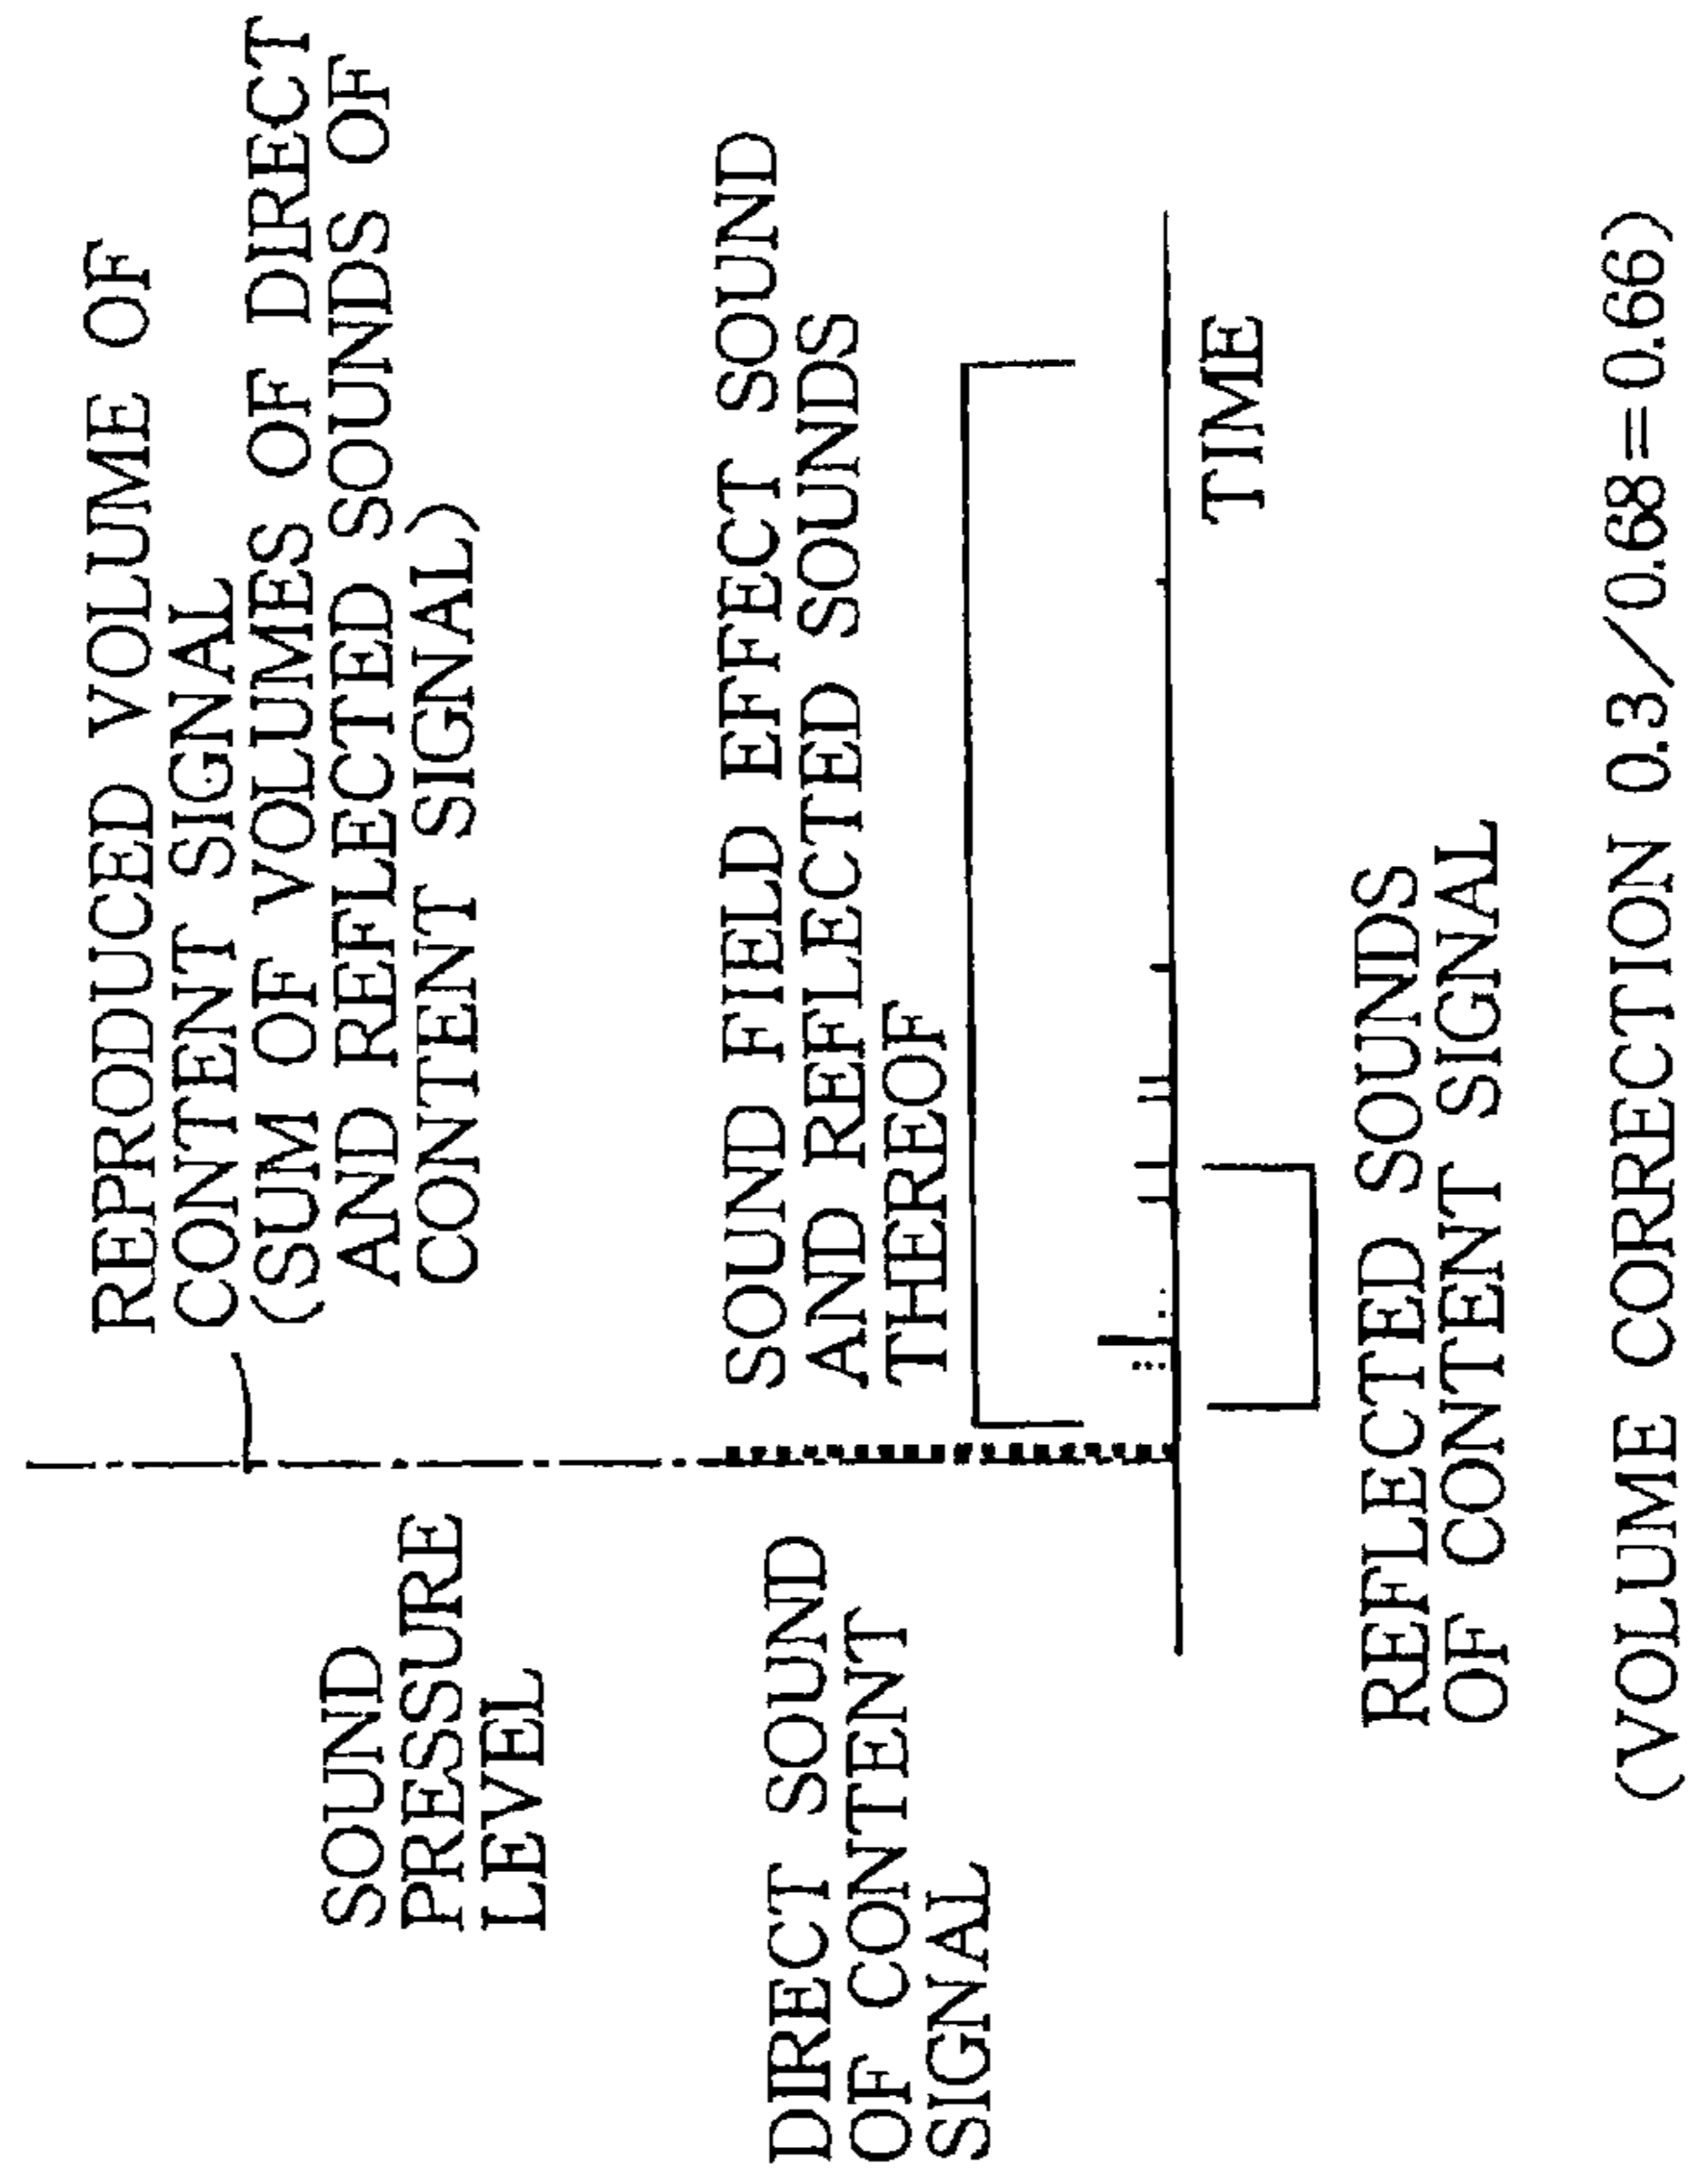 REPRODUCED VOLUME OF
CONTENT SIGNAL
(SUM OF VOLUMES OF DIRECT
AND REFLECTED SOUNDS OF
CONTENT SIGNAL)
SOUND
PRESSURE
LEVEL
SOUND FIELD EFFECT SOUND
AND REFLECTED SOUNDS
THEREOF
DIRECT SOUND
OF CONTENT
SIGNAL
TIME
REFLECTED SOUNDS
OF CONTENT SIGNAL
(VOLUME CORRECTION 0.3/0.68=0.66)